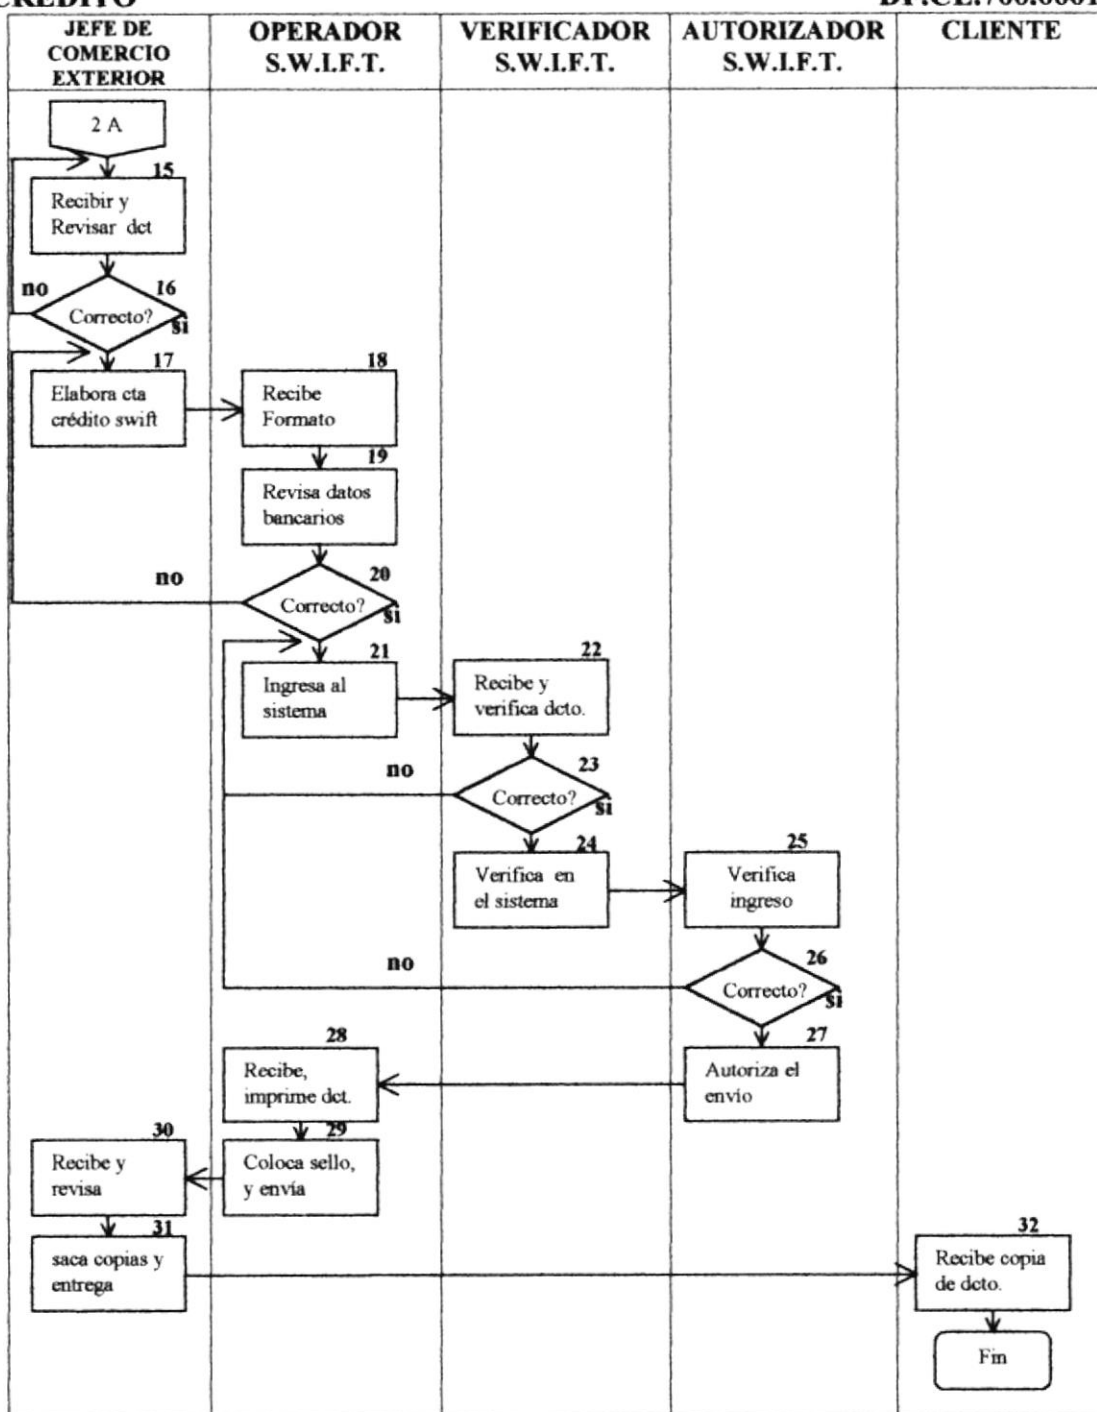 CREDITO
JEFE DE
COMERCIO
EXTERIOR
OPERADOR
S.W.I.F.T.
VERIFICADOR
S.W.I.F.T.
AUTORIZADOR
S.W.I.F.T.
CLIENTE
2 A
15
Recibir y
Revisar dct
no
16
Correcto?
si
17
Elabora cta
crédito swift
18
Recibe
Formato
19
Revisa datos
bancarios
no
20
Correcto?
si
21
Ingresa al
sistema
22
Recibe y
verifica dcto.
no
23
Correcto?
si
24
Verifica en
el sistema
25
Verifica
ingreso
no
26
Correcto?
si
27
Autoriza el
envío
28
Recibe,
imprime dct.
29
Coloca sello,
y envía
30
Recibe y
revisa
31
saca copias y
entrega
32
Recibe copia
de dcto.
Fin